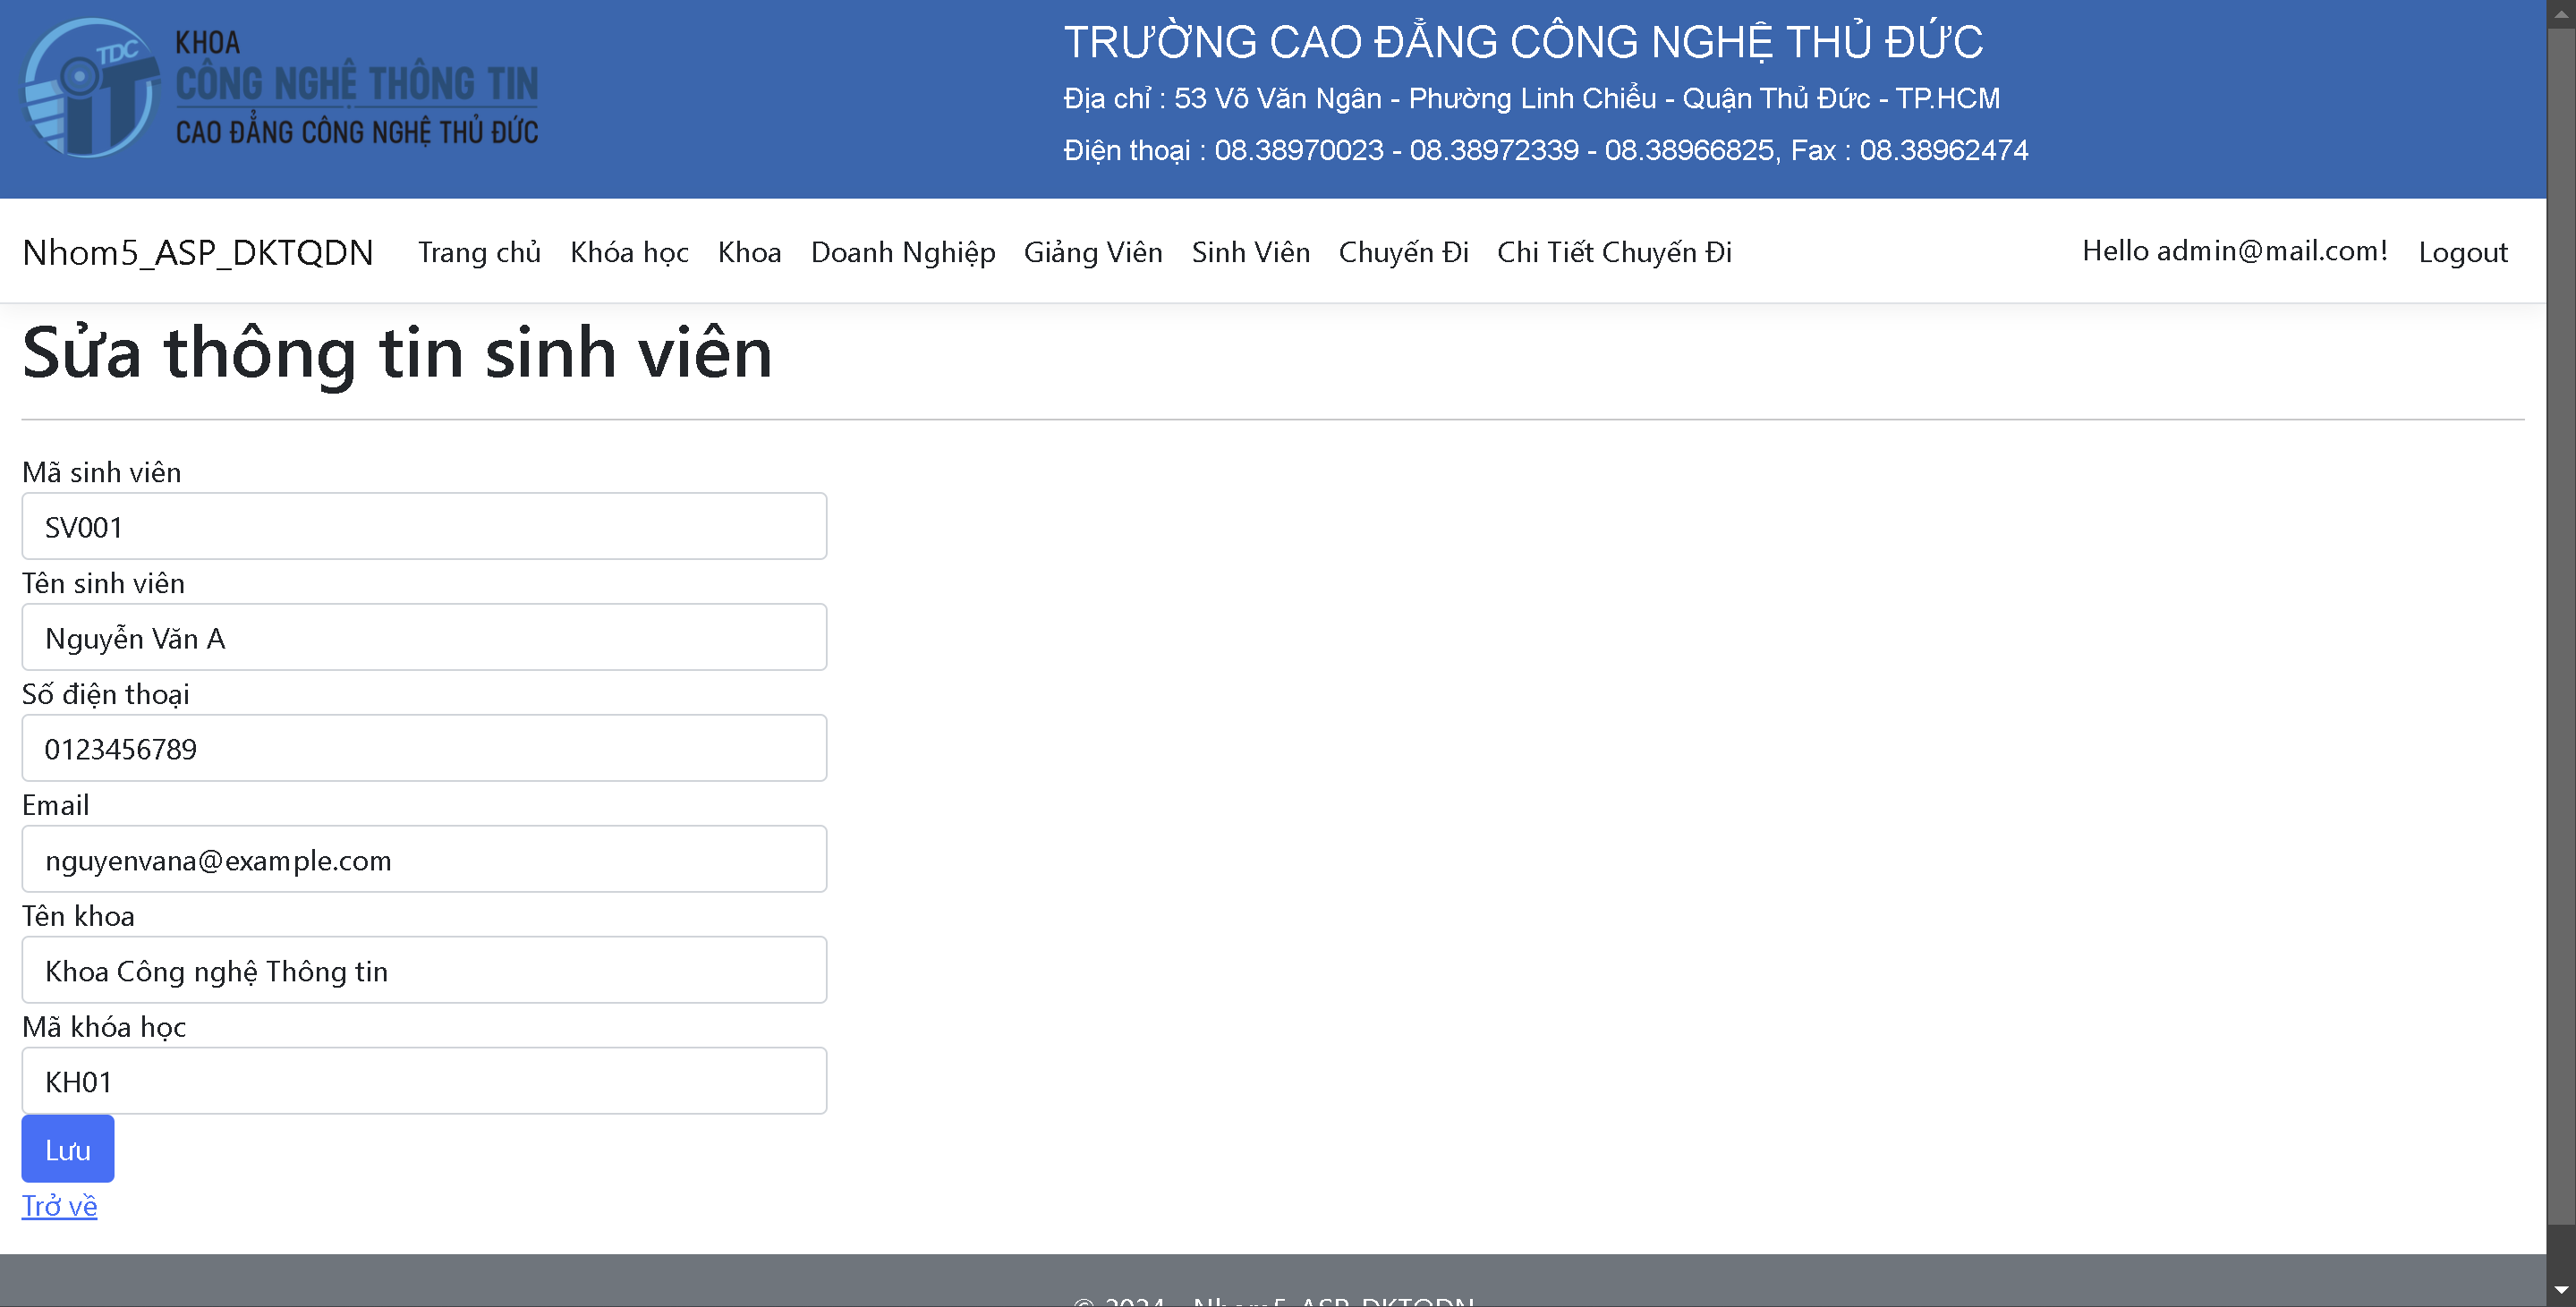 TDC
iT
KHOA
CÔNG NGHỆ THÔNG TIN
CAO ĐẲNG CÔNG NGHỆ THỦ ĐỨC
TRƯỜNG CAO ĐẲNG CÔNG NGHỆ THỦ ĐỨC
Địa chỉ : 53 Võ Văn Ngân - Phường Linh Chiểu - Quận Thủ Đức - TP.HCM
Điện thoại : 08.38970023 - 08.38972339 - 08.38966825, Fax : 08.38962474
Nhom5_ASP_DKTQDN Trang chủ Khóa học Khoa Doanh Nghiệp Giảng Viên Sinh Viên Chuyến Đi Chi Tiết Chuyến Đi Hello admin@mail.com! Logout
Sửa thông tin sinh viên
Mã sinh viên
SV001
Tên sinh viên
Nguyễn Văn A
Số điện thoại
0123456789
Email
nguyenvana@example.com
Tên khoa
Khoa Công nghệ Thông tin
Mã khóa học
KH01
Lưu
Trở về
© 2024 - Nhom5_ASP_DKTQDN